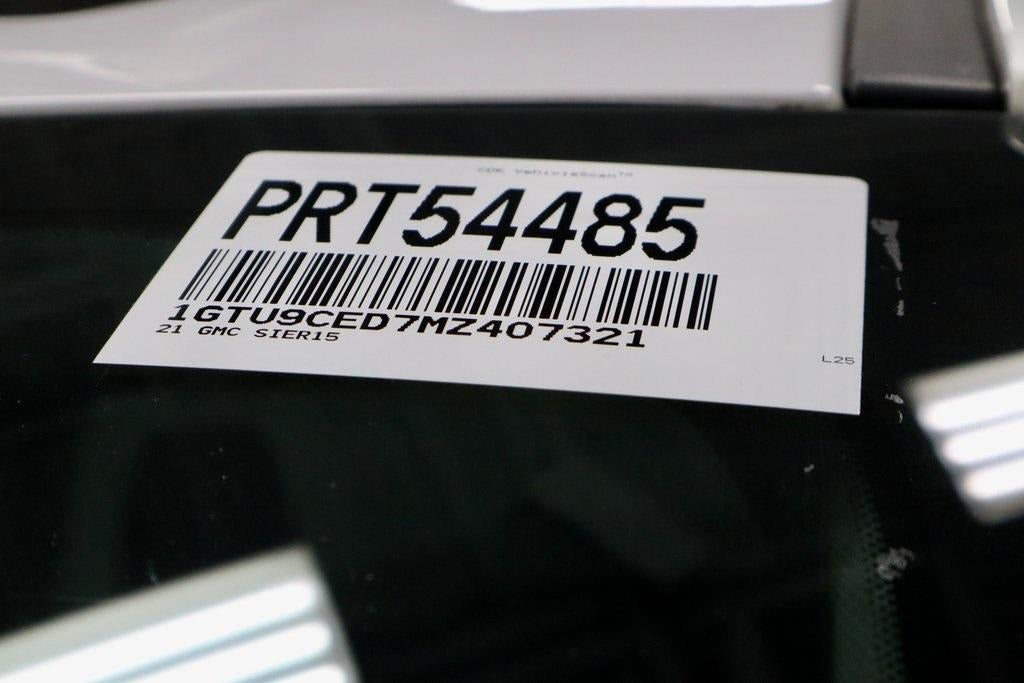 CDK VehicleScan™
PRT54485
1GTU9CED7MZ407321
21 GMC SIER15
L25